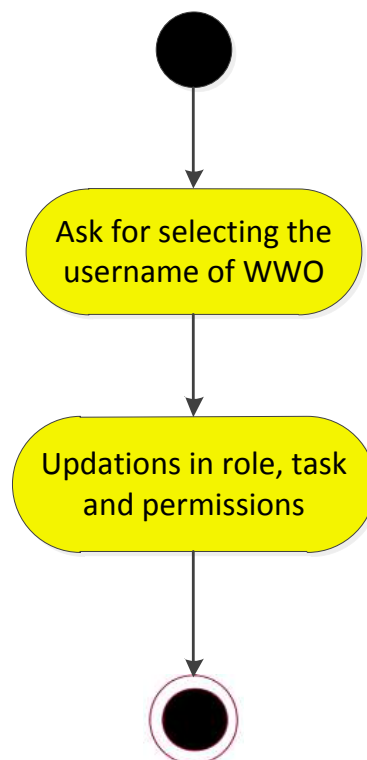 Ask for selecting the
username of WWO
Updations in role, task
and permissions